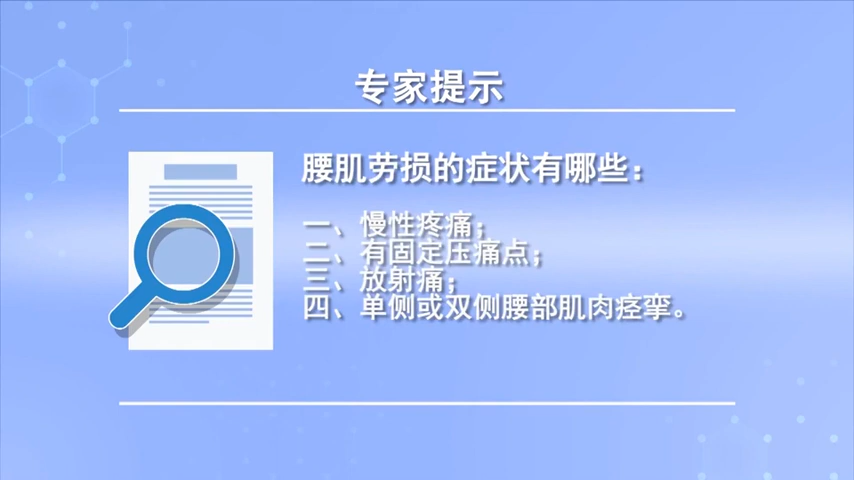 专家提示
腰肌劳损的症状有哪些：
一、慢性疼痛；
二、有固定压痛点；
三、放射痛；
四、单侧或双侧腰部肌肉痉挛。